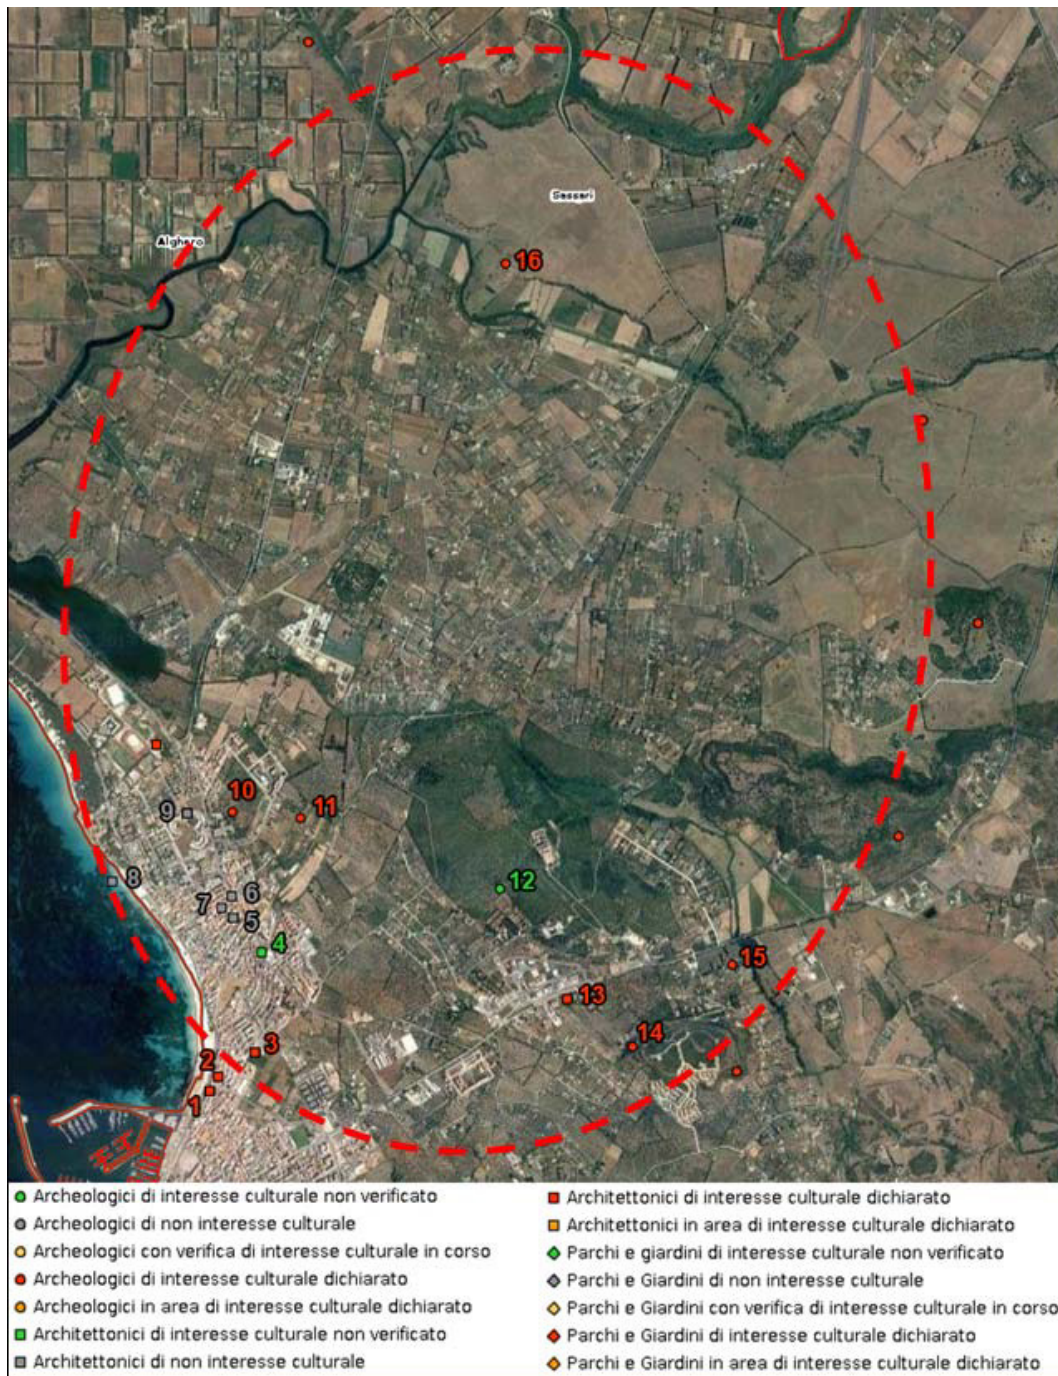 Sassari
Alghero
16
10
11
9
8
12
6
7
5
4
15
13
14
3
2
1
Archeologici di interesse culturale non verificato
Archeologici di non interesse culturale
Archeologici con verifica di interesse culturale in corso
Archeologici di interesse culturale dichiarato
Archeologici in area di interesse culturale dichiarato
Architettonici di interesse culturale non verificato
Architettonici di non interesse culturale
Architettonici di interesse culturale dichiarato
Architettonici in area di interesse culturale dichiarato
Parchi e giardini di interesse culturale non verificato
Parchi e Giardini di non interesse culturale
Parchi e Giardini con verifica di interesse culturale in corso
Parchi e Giardini di interesse culturale dichiarato
Parchi e Giardini in area di interesse culturale dichiarato